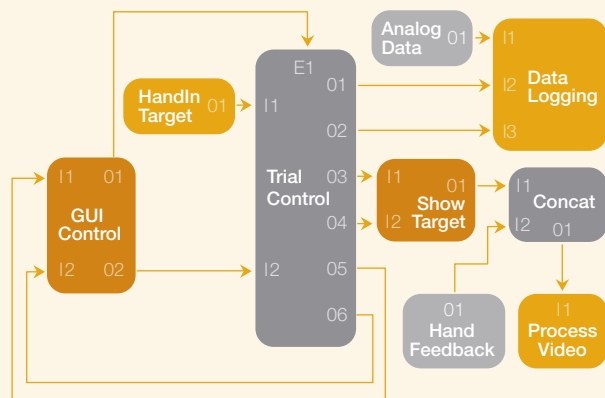 Analog
Data
01
I1
I2
I3
Data
Logging
E1
01
02
03
04
05
06
I1
I2
Trial
Control
HandIn
Target
01
I1
01
GUI
Control
I2
02
I1
I2
01
Show
Target
I1
I2
Concat
01
01
Hand
Feedback
I1
Process
Video